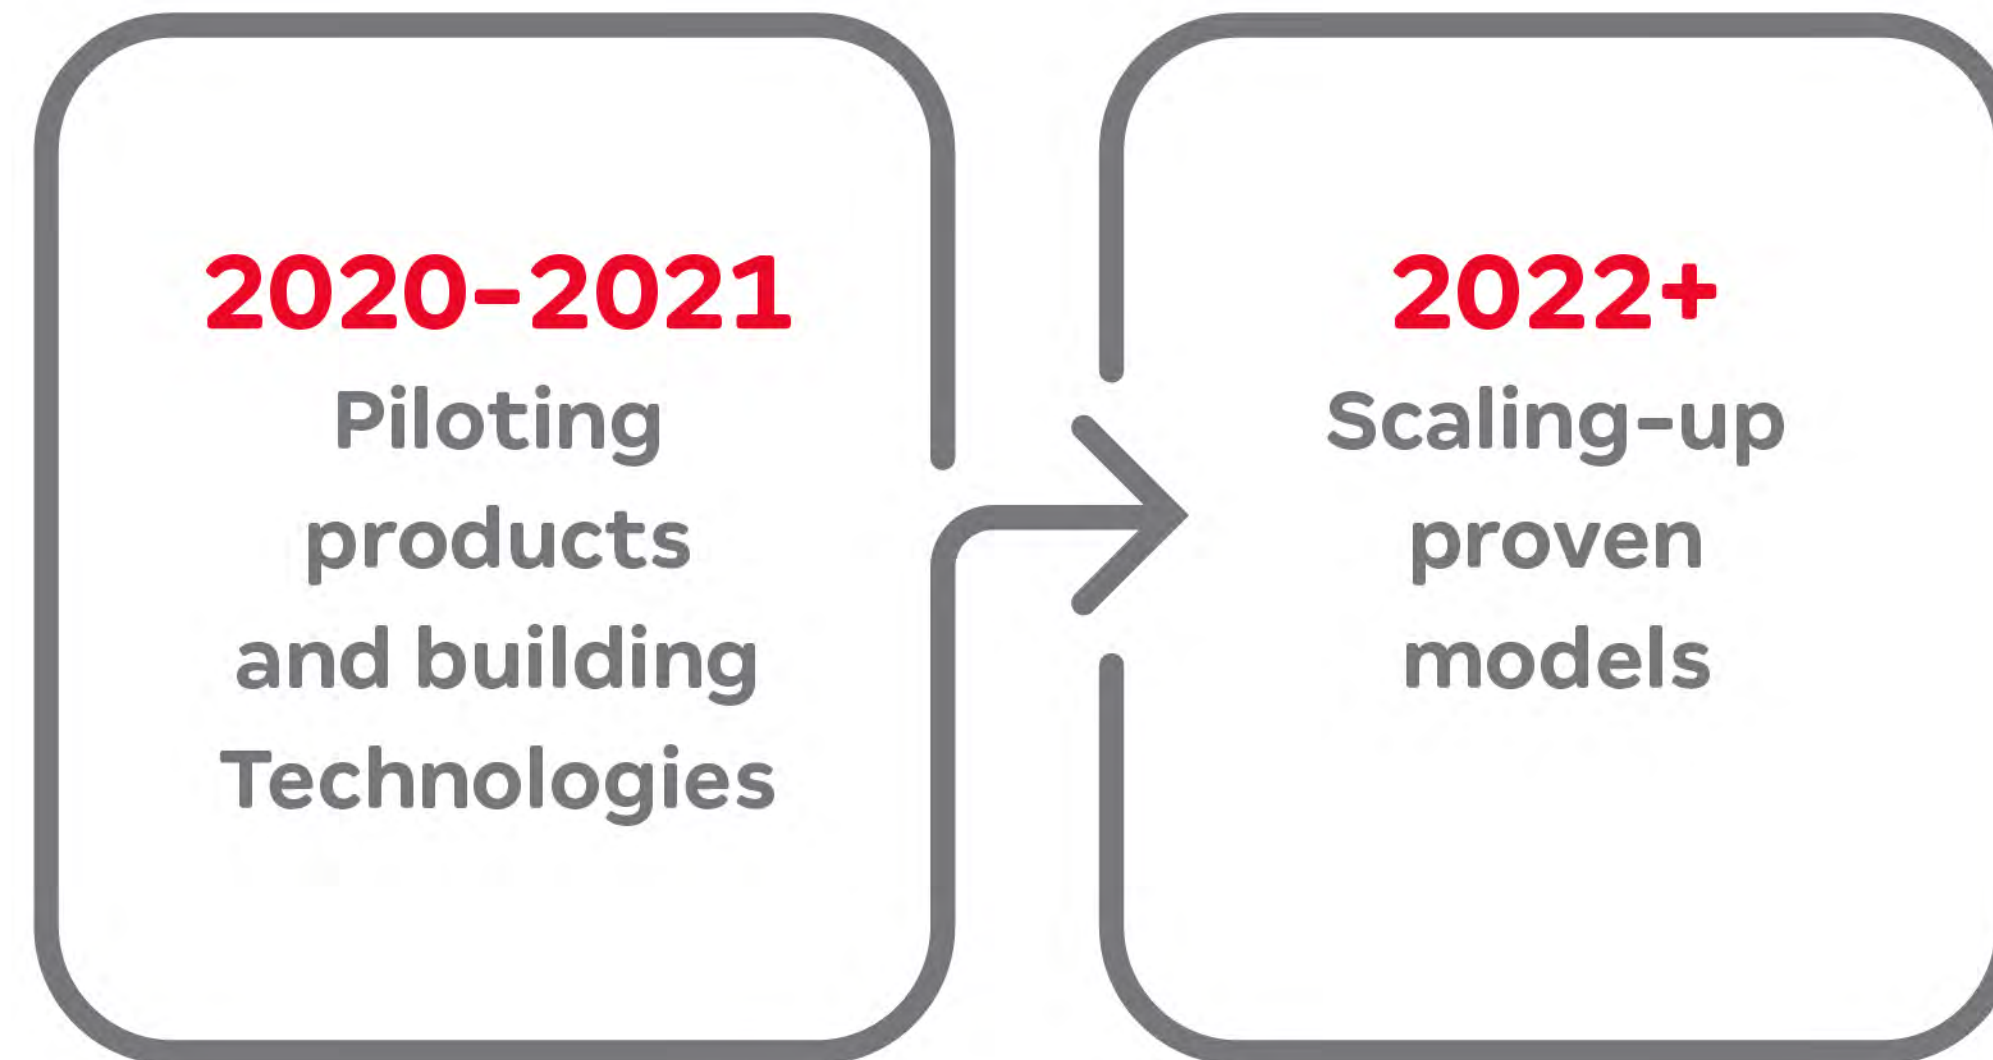 2020-2021
Piloting
products
and building
Technologies
2022+
Scaling-up
proven
models